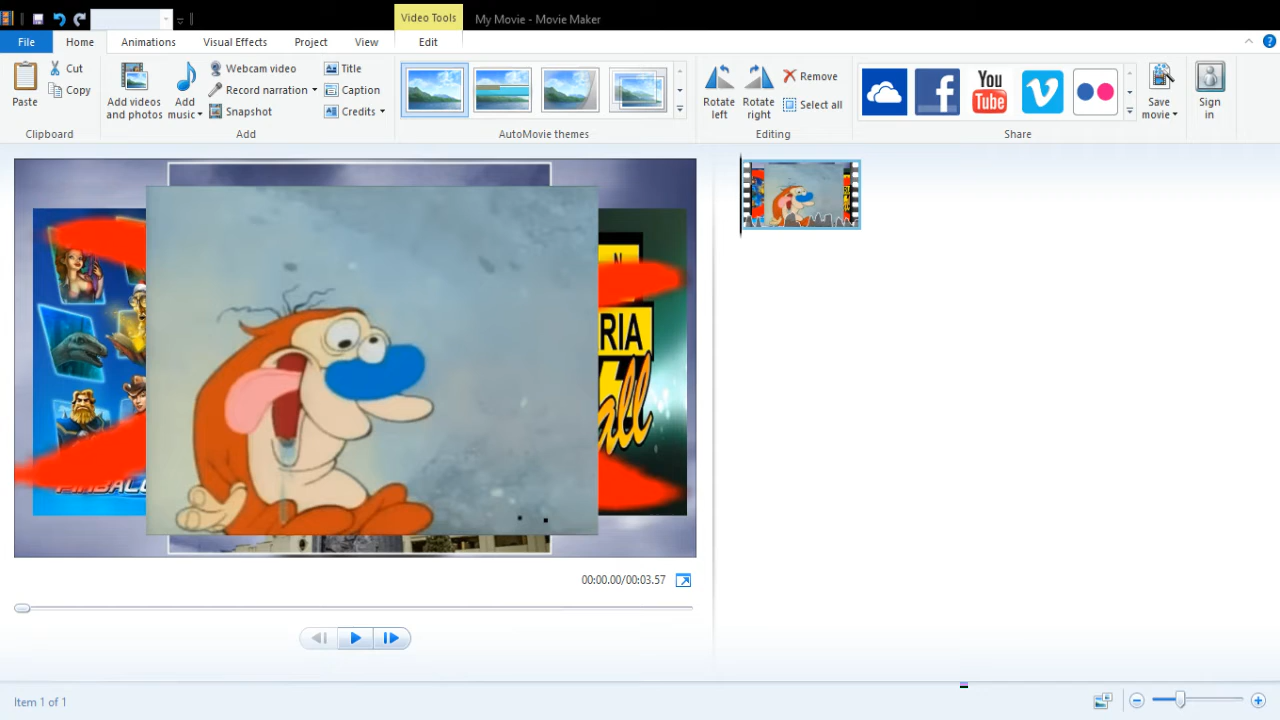 Video Tools
My Movie - Movie Maker
File
Home
Animations
Visual Effects
Project
View
Edit
Paste
Cut
Copy
Clipboard
Add videos
and photos
Add
music
Webcam video
Record narration
Snapshot
Title
Caption
Credits
Add
AutoMovie themes
Rotate
left
Rotate
right
Remove
Select all
Editing
You
Tube
Share
Save
movie
Sign
in
N
RIA
all
PINBALL
00:00.00/00:03.57
Item 1 of 1